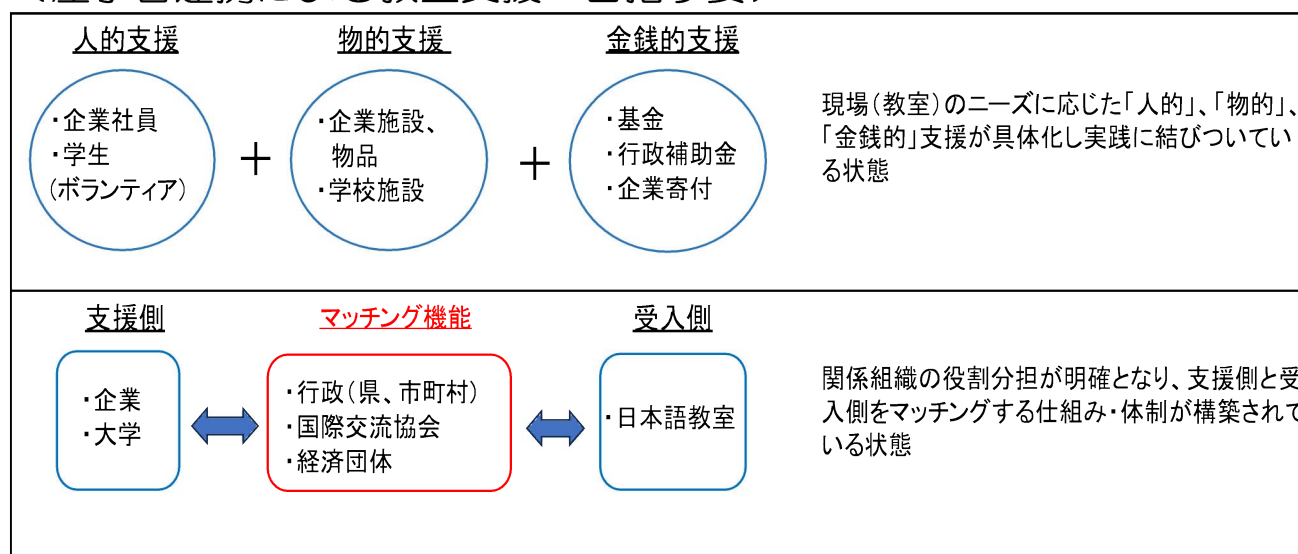 人的支援
物的支援
金銭的支援
・企業社員
・学生
(ボランティア)
＋
・企業施設、
物品
・学校施設
＋
・基金
・行政補助金
・企業寄付
現場（教室）のニーズに応じた「人的」、「物的」、
「金銭的」支援が具体化し実践に結びついてい
る状態
支援側
マッチング機能
受入側
・企業
・大学
・行政（県、市町村）
・国際交流協会
・経済団体
・日本語教室
関係組織の役割分担が明確となり、支援側と受
入側をマッチングする仕組み・体制が構築されて
いる状態